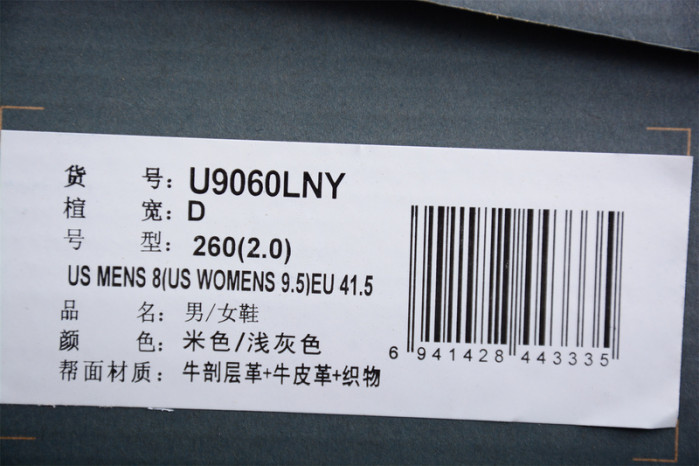 货 号: U9060LNY
楦 宽: D
号 型: 260(2.0)
US MENS 8(US WOMENS 9.5)EU 41.5
品 名: 男/女鞋
颜 色: 米色/浅灰色
帮面材质: 牛剖层革+牛皮革+织物
6 941428 443335